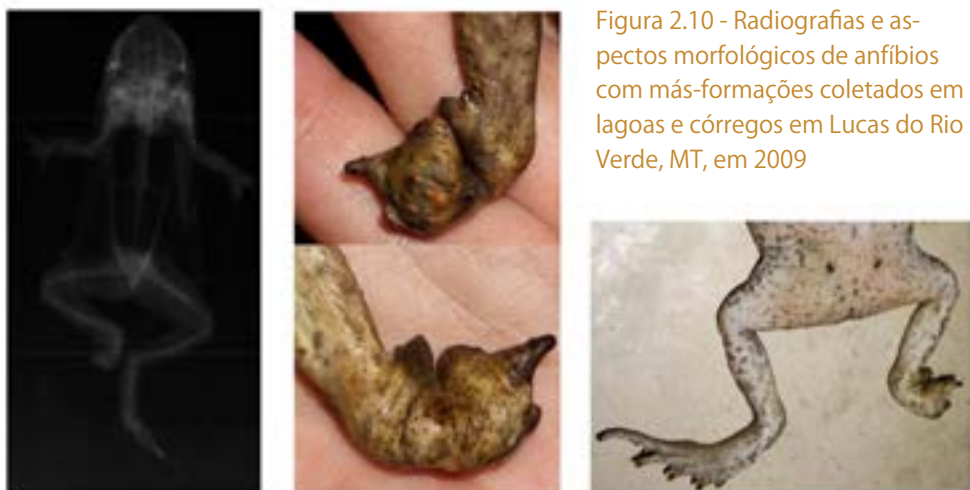 Figura 2.10 - Radiografias e as-
pectos morfológicos de anfíbios
com más-formações coletados em
lagoas e córregos em Lucas do Rio
Verde, MT, em 2009